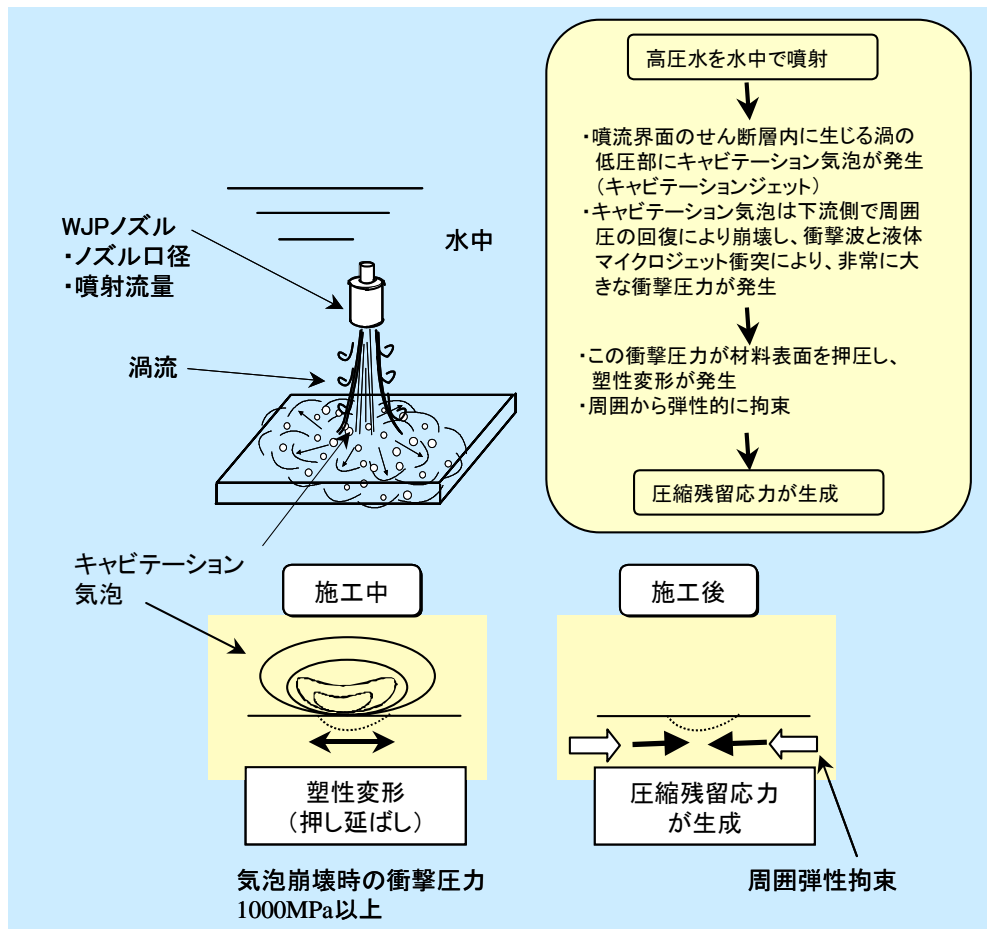 高圧水を水中で噴射
・噴流界面のせん断層内に生じる渦の
低圧部にキャビテーション気泡が発生
（キャビテーションジェット）
・キャビテーション気泡は下流側で周囲
圧の回復により崩壊し、衝撃波と液体
マイクロジェット衝突により、非常に大
きな衝撃圧力が発生
・この衝撃圧力が材料表面を押圧し、
塑性変形が発生
・周囲から弾性的に拘束
圧縮残留応力が生成
WJPノズル
・ノズル口径
・噴射流量
水中
渦流
キャビテーション
気泡
施工中
施工後
塑性変形
（押し延ばし）
圧縮残留応力
が生成
気泡崩壊時の衝撃圧力
1000MPa以上
周囲弾性拘束